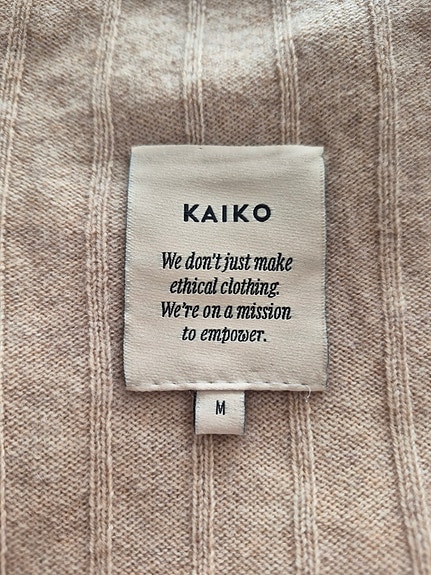 KAIKO
We don't just make
ethical clothing.
We're on a mission
to empower.
M